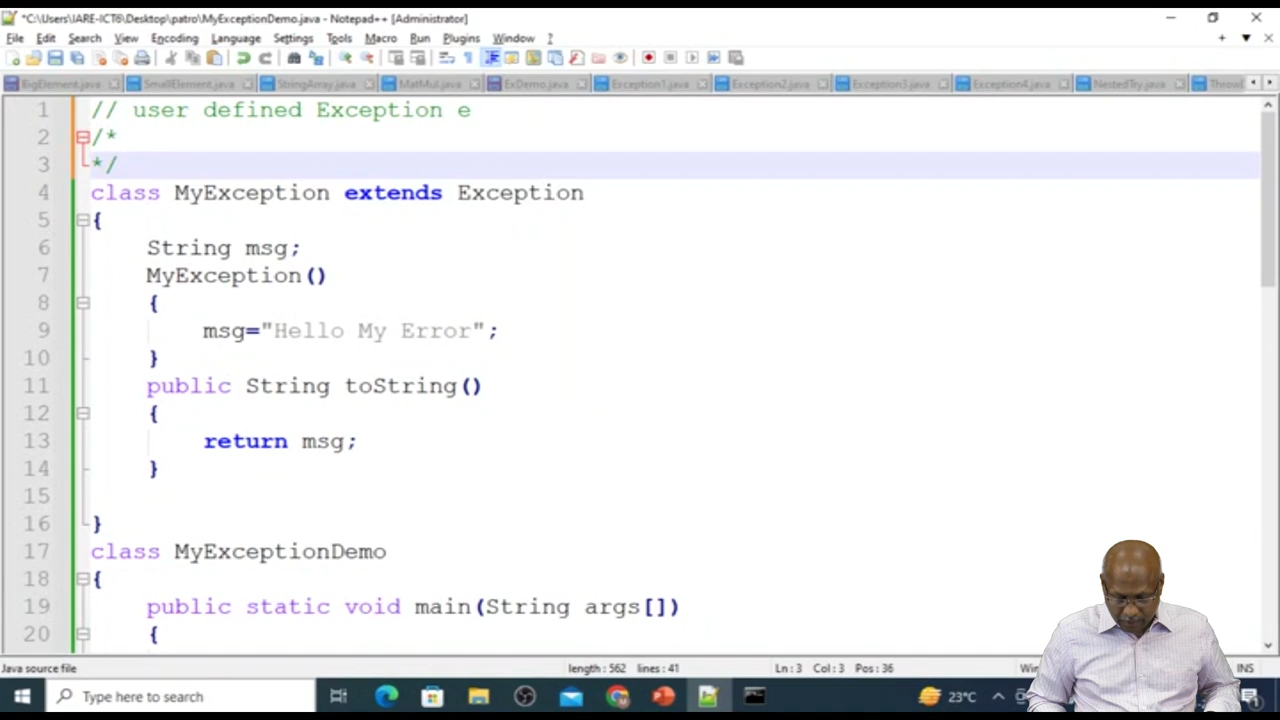 *C:\Users\IARE-ICT6\Desktop\patro\MyExceptionDemo.java - Notepad++ [Administrator]
File Edit Search View Encoding Language Settings Tools Macro Run Plugins Window ?
BigElement.java SmallElement.java StringArray.java MatMul.java ExDemo.java Exception1.java Exception2.java Exception3.java Exception4.java NestedTry.java
1 // user defined Exception e
2 /*
3 */
4 class MyException extends Exception
5 {
6 String msg;
7 MyException()
8 {
9 msg="Hello My Error";
10 }
11 public String toString()
12 {
13 return msg;
14 }
15
16 }
17 class MyExceptionDemo
18 {
19 public static void main(String args[])
20 {
Java source file length : 562 lines : 41 Ln : 3 Col : 3 Pos : 36 INS
Type here to search 23°C